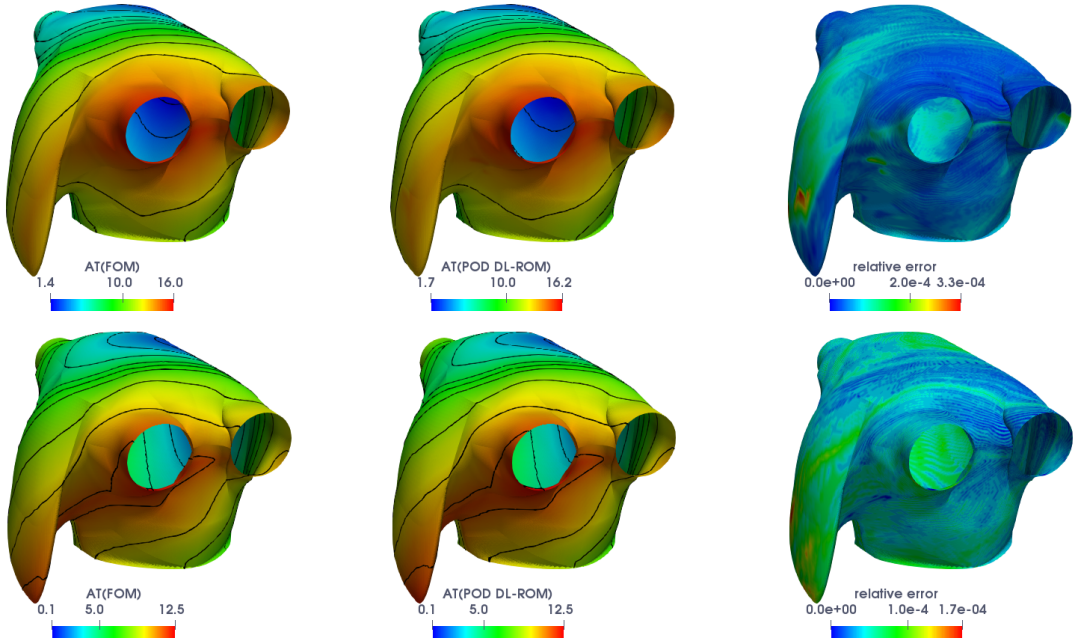 AT(FOM)
1.4 10.0 16.0
AT(POD DL-ROM)
1.7 10.0 16.2
relative error
0.0e+00 2.0e-4 3.3e-04
AT(FOM)
0.1 5.0 12.5
AT(POD DL-ROM)
0.1 5.0 12.5
relative error
0.0e+00 1.0e-4 1.7e-04